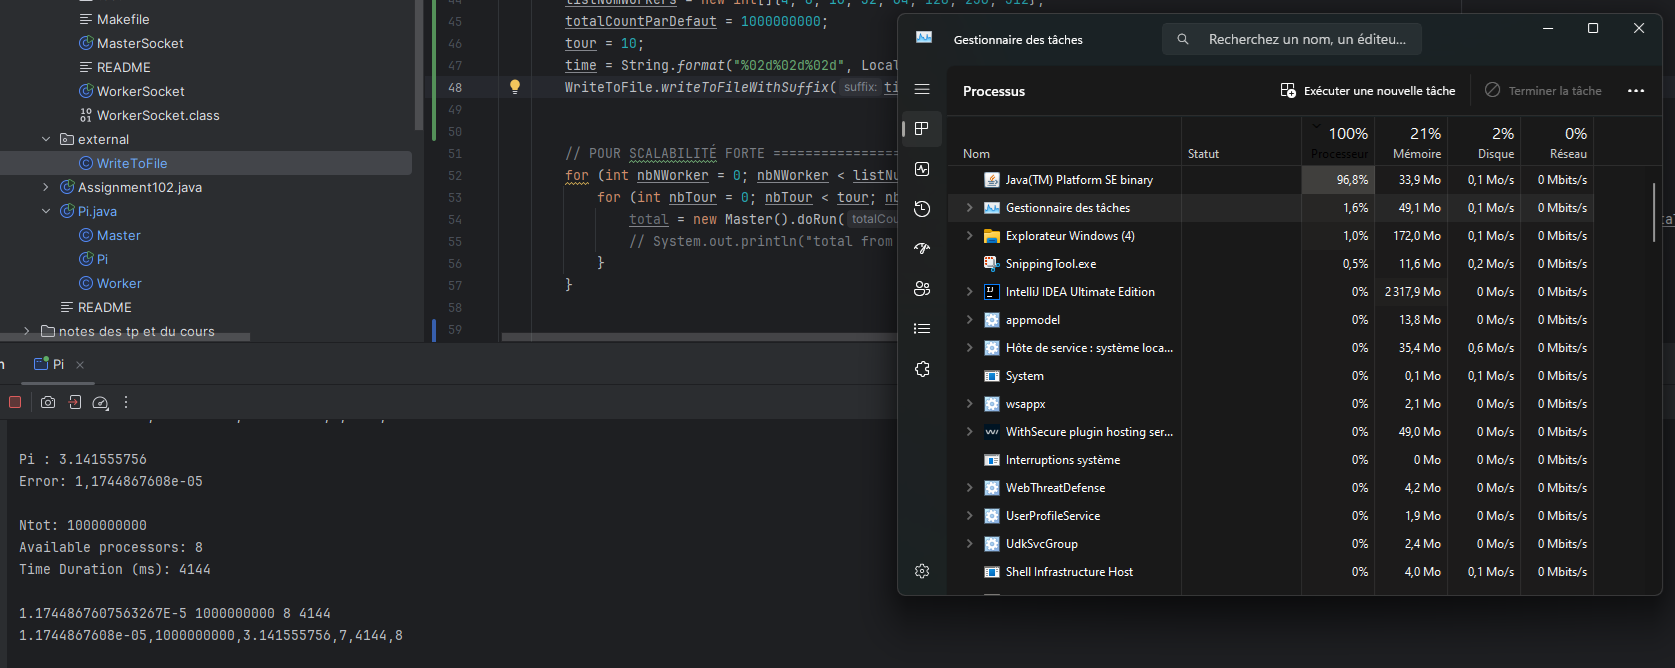 Makefile
MasterSocket
README
WorkerSocket
WorkerSocket.class
external
WriteToFile
Assignment102.java
Pi.java
Master
Pi
Worker
README
notes des tp et du cours
45 totalCountParDefaut = 1000000000;
46 tour = 10;
47 time = String.format("%02d%02d%02d", Local
48 WriteToFile.writeToFileWithSuffix( suffix: ti
49
50
51 // POUR SCALABILITÉ FORTE ==================
52 for (int nbNWorker = 0; nbNWorker < listNu
53 for (int nbTour = 0; nbTour < tour; nb
54 total = new Master().doRun( totalCou
55 // System.out.println("total from
56 }
57 }
58
59
Pi
Pi : 3.141555756
Error: 1,1744867608e-05
Ntot: 1000000000
Available processors: 8
Time Duration (ms): 4144
1.1744867607563267E-5 1000000000 8 4144
1.1744867608e-05,1000000000,3.141555756,7,4144,8
Gestionnaire des tâches
Recherchez un nom, un éditeu...
Processus
Exécuter une nouvelle tâche
Terminer la tâche
100% 21% 2% 0%
Nom Statut Processeur Mémoire Disque Réseau
Java(TM) Platform SE binary 96,8% 33,9 Mo 0,1 Mo/s 0 Mbits/s
Gestionnaire des tâches 1,6% 49,1 Mo 0,1 Mo/s 0 Mbits/s
Explorateur Windows (4) 1,0% 172,0 Mo 0,1 Mo/s 0 Mbits/s
SnippingTool.exe 0,5% 11,6 Mo 0,2 Mo/s 0 Mbits/s
IntelliJ IDEA Ultimate Edition 0% 2 317,9 Mo 0 Mo/s 0 Mbits/s
appmodel 0% 13,8 Mo 0 Mo/s 0 Mbits/s
Hôte de service : système loca... 0% 35,4 Mo 0,6 Mo/s 0 Mbits/s
System 0% 0,1 Mo 0,1 Mo/s 0 Mbits/s
wsappx 0% 2,1 Mo 0 Mo/s 0 Mbits/s
WithSecure plugin hosting ser... 0% 49,0 Mo 0 Mo/s 0 Mbits/s
Interruptions système 0% 0 Mo 0 Mo/s 0 Mbits/s
WebThreatDefense 0% 4,2 Mo 0 Mo/s 0 Mbits/s
UserProfileService 0% 1,9 Mo 0 Mo/s 0 Mbits/s
UdkSvcGroup 0% 2,4 Mo 0 Mo/s 0 Mbits/s
Shell Infrastructure Host 0% 4,0 Mo 0,1 Mo/s 0 Mbits/s